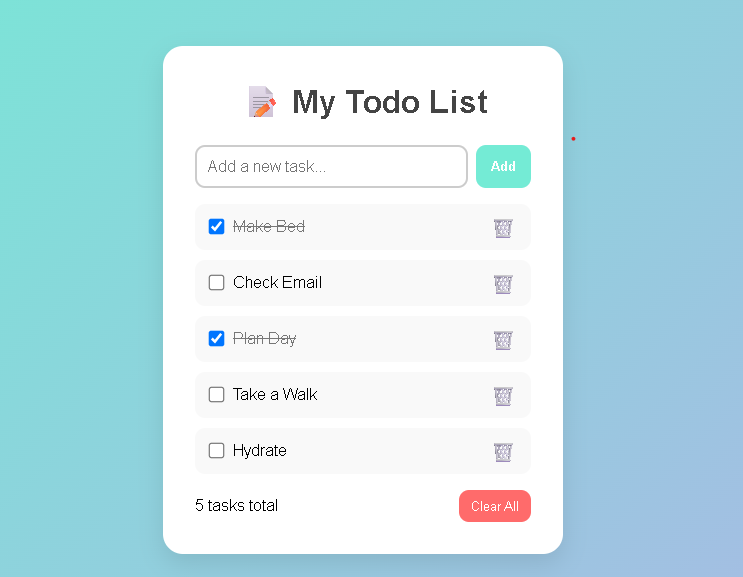 My Todo List
Add a new task...
Add
Make Bed
Check Email
Plan Day
Take a Walk
Hydrate
5 tasks total
Clear All